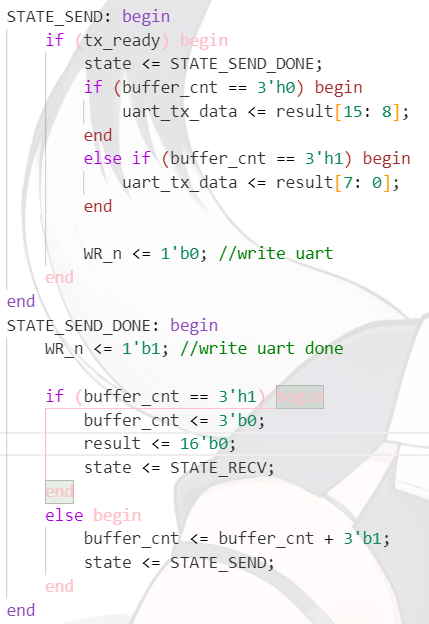 STATE_SEND: begin
if (tx_ready) begin
state <= STATE_SEND_DONE;
if (buffer_cnt == 3'h0) begin
uart_tx_data <= result[15: 8];
end
else if (buffer_cnt == 3'h1) begin
uart_tx_data <= result[7: 0];
end
WR_n <= 1'b0; //write uart
end
end
STATE_SEND_DONE: begin
WR_n <= 1'b1; //write uart done
if (buffer_cnt == 3'h1) begin
buffer_cnt <= 3'b0;
result <= 16'b0;
state <= STATE_RECV;
end
else begin
buffer_cnt <= buffer_cnt + 3'b1;
state <= STATE_SEND;
end
end